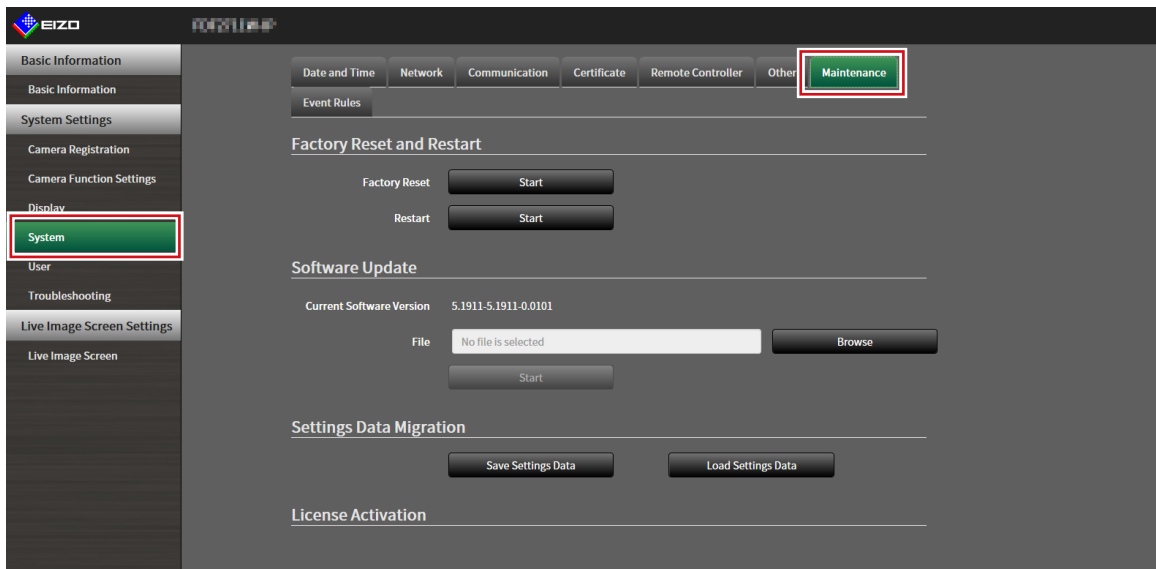 EIZO
Basic Information
Basic Information
System Settings
Camera Registration
Camera Function Settings
Display
System
User
Troubleshooting
Live Image Screen Settings
Live Image Screen
Date and Time Network Communication Certificate Remote Controller Other Maintenance
Event Rules
Factory Reset and Restart
Factory Reset Start
Restart Start
Software Update
Current Software Version 5.1911-5.1911-0.0101
File No file is selected Browse
Start
Settings Data Migration
Save Settings Data Load Settings Data
License Activation